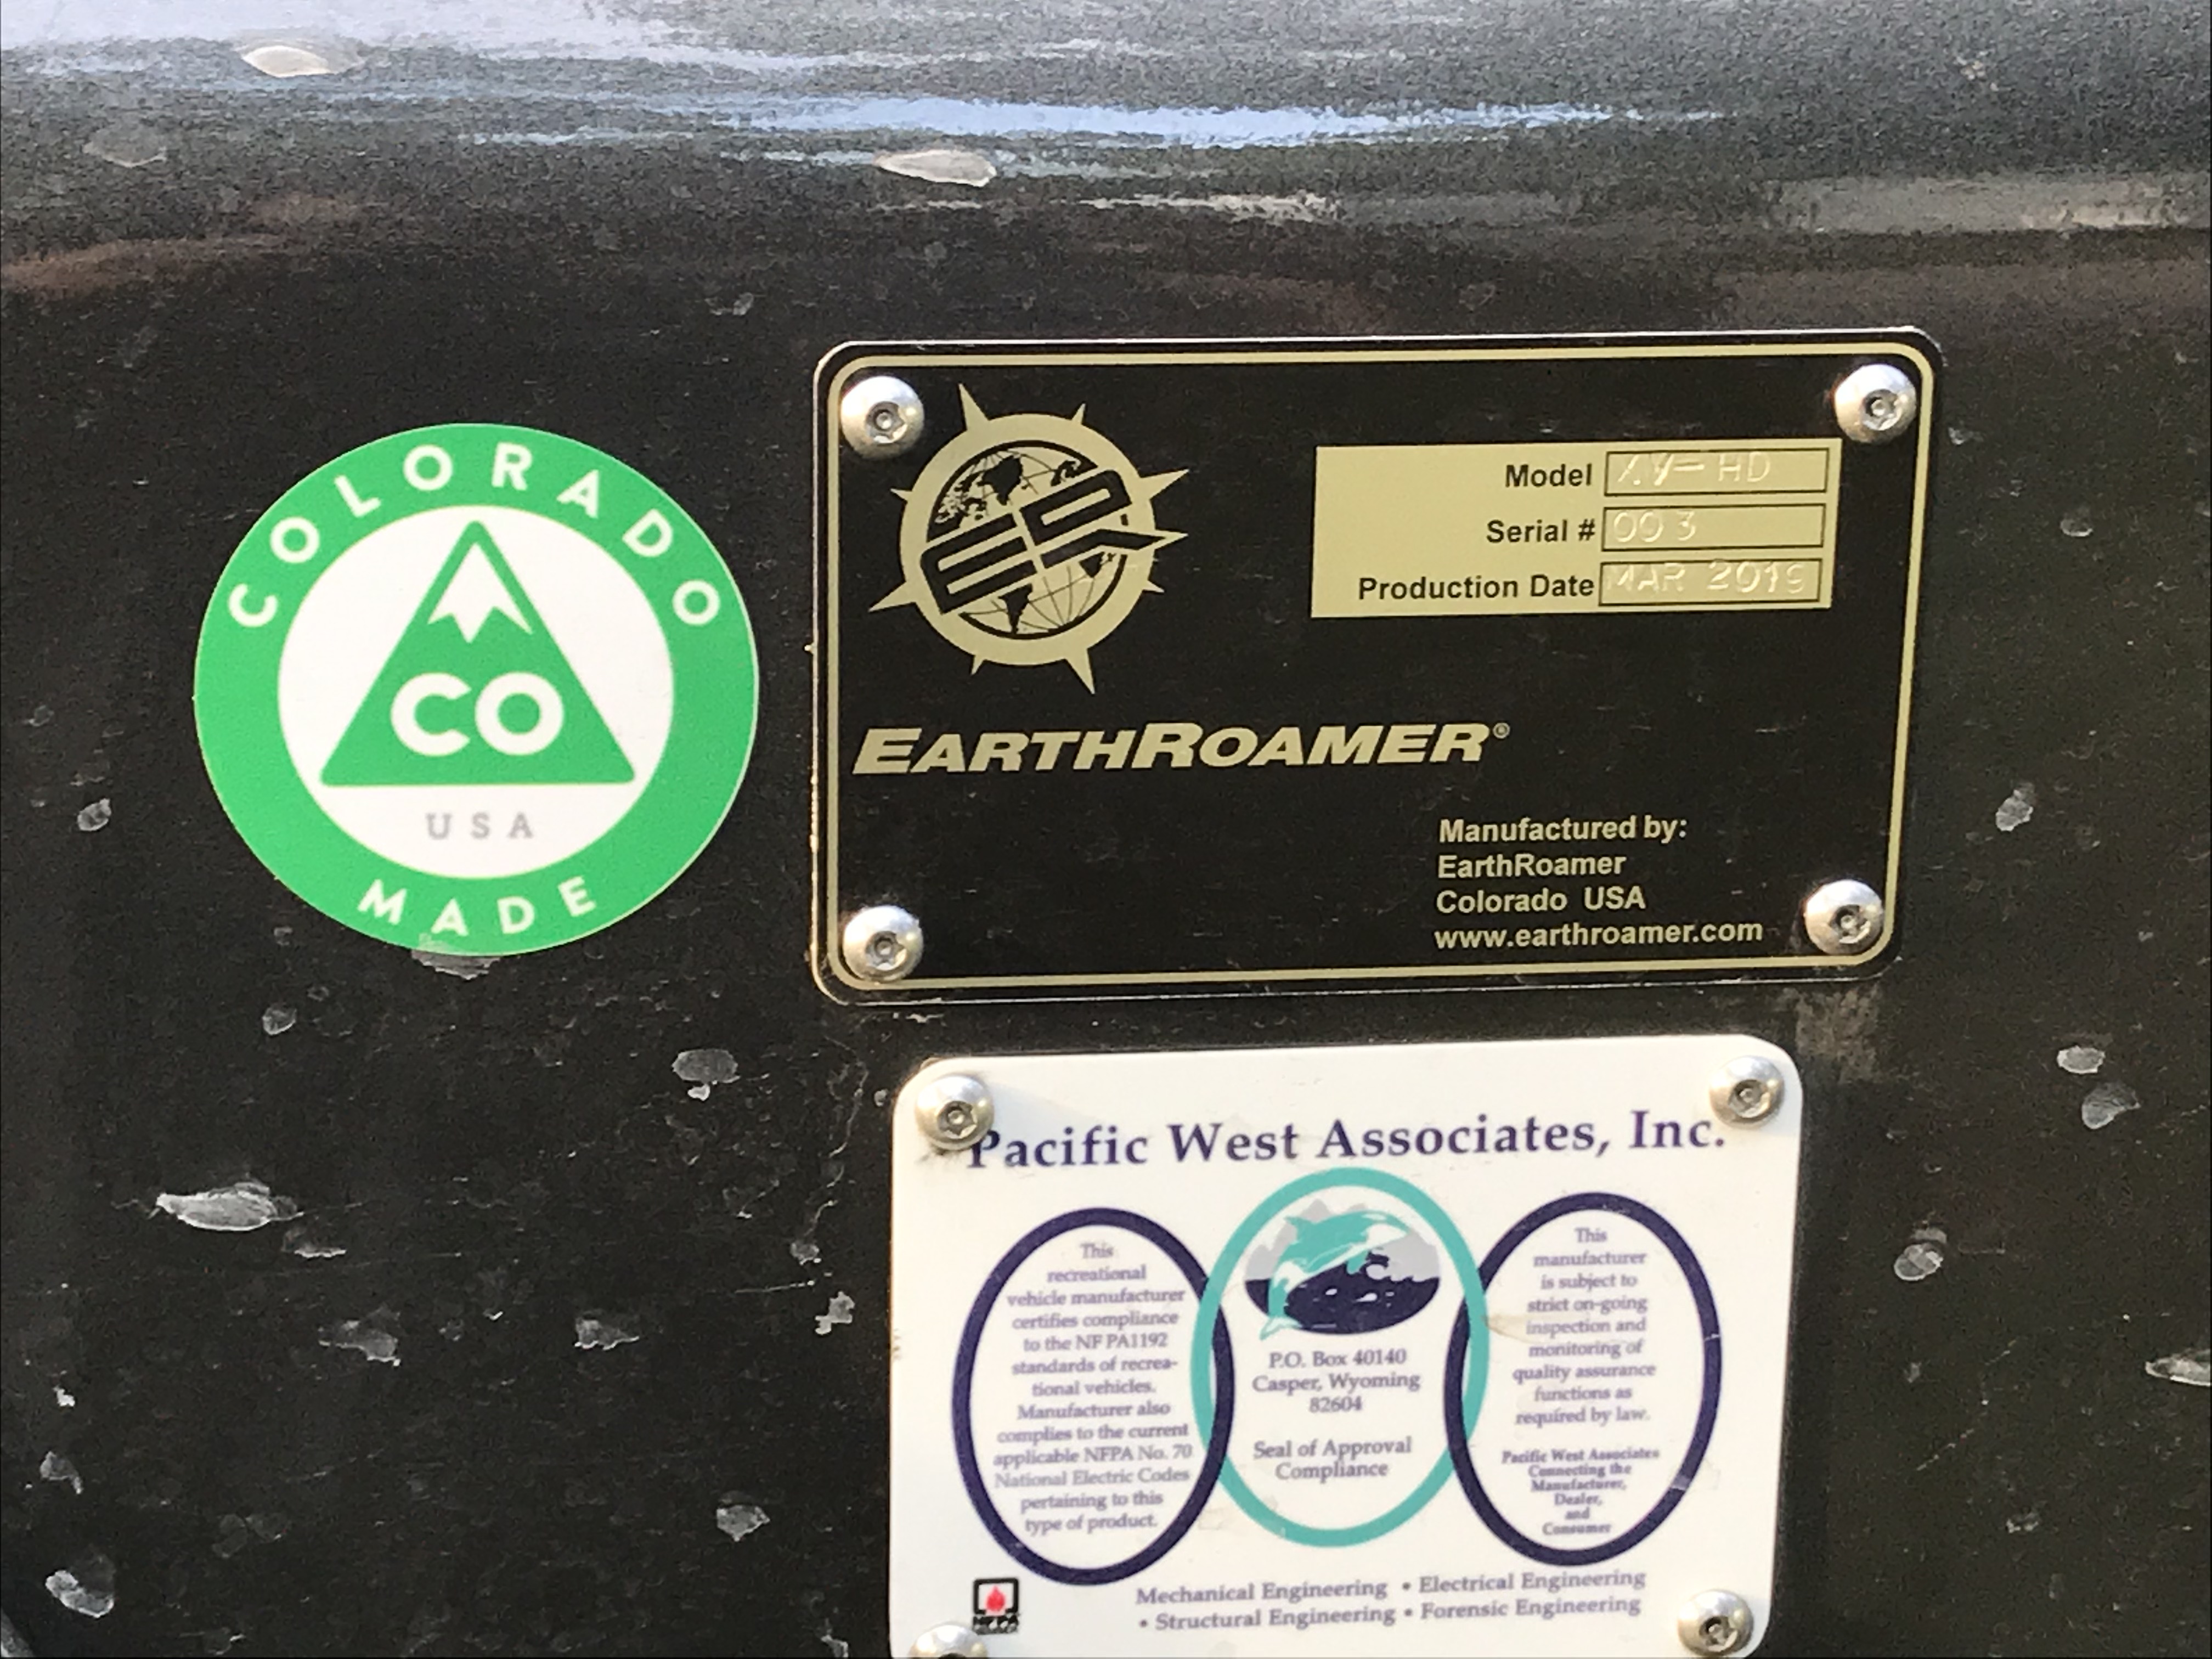 COLORADO
CO
USA
MADE
ER
Model XV-HD
Serial # 003
Production Date MAR 2019
EARTHROAMER®
Manufactured by:
EarthRoamer
Colorado USA
www.earthroamer.com
Pacific West Associates, Inc.
This
recreational
vehicle manufacturer
certifies compliance
to the NFPA1192
standards of recrea-
tional vehicles.
Manufacturer also
complies to the current
applicable NFPA No. 70
National Electric Codes
pertaining to this
type of product.
P.O. Box 40140
Casper, Wyoming
82604
Seal of Approval
Compliance
This
manufacturer
is subject to
strict on-going
inspection and
monitoring of
quality assurance
functions as
required by law.
Pacific West Associates
Connecting the
Manufacturer,
Dealer,
and
Consumer
NFPA
Mechanical Engineering • Electrical Engineering
• Structural Engineering • Forensic Engineering